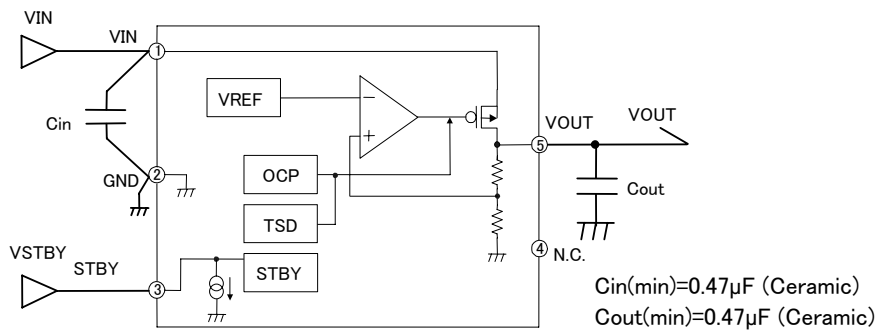 VIN
VIN
1
VREF
−
+
VOUT
VOUT
5
Cin
2
GND
OCP
Cout
TSD
VSTBY
STBY
3
STBY
4
N.C.
Cin(min)=0.47µF (Ceramic)
Cout(min)=0.47µF (Ceramic)